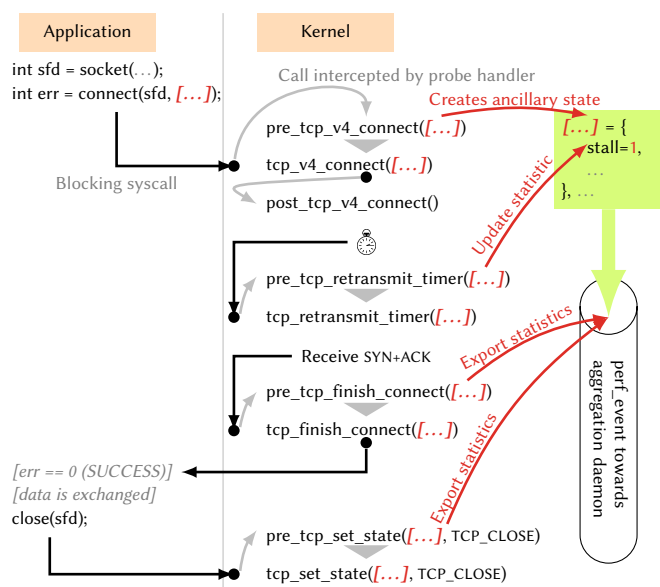 Application
Kernel
int sfd = socket(…);
int err = connect(sfd, [...]);
Call intercepted by probe handler
Creates ancillary state
pre_tcp_v4_connect([...])
[...] = {
stall=1,
…
}, …
tcp_v4_connect([...])
Blocking syscall
post_tcp_v4_connect()
Update statistic
pre_tcp_retransmit_timer([...])
tcp_retransmit_timer([...])
Export statistics
Receive SYN+ACK
pre_tcp_finish_connect([...])
tcp_finish_connect([...])
perf_event towards
aggregation daemon
Export statistics
[err == 0 (SUCCESS)]
[data is exchanged]
close(sfd);
pre_tcp_set_state([...], TCP_CLOSE)
tcp_set_state([...], TCP_CLOSE)